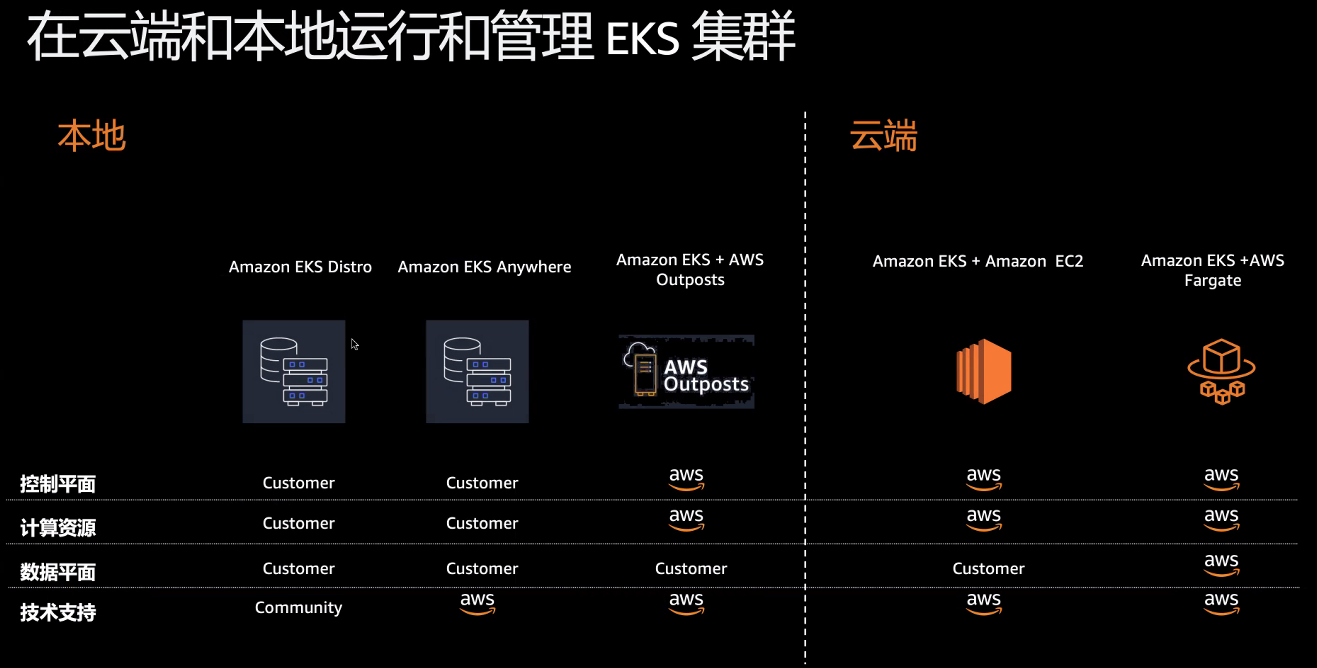 在云端和本地运行和管理 EKS 集群
本地
云端
Amazon EKS Distro
Amazon EKS Anywhere
Amazon EKS + AWS
Outposts
Amazon EKS + Amazon EC2
Amazon EKS +AWS
Fargate
AWS
Outposts
控制平面 Customer Customer aws aws aws
计算资源 Customer Customer aws aws aws
数据平面 Customer Customer Customer Customer aws
技术支持 Community aws aws aws aws